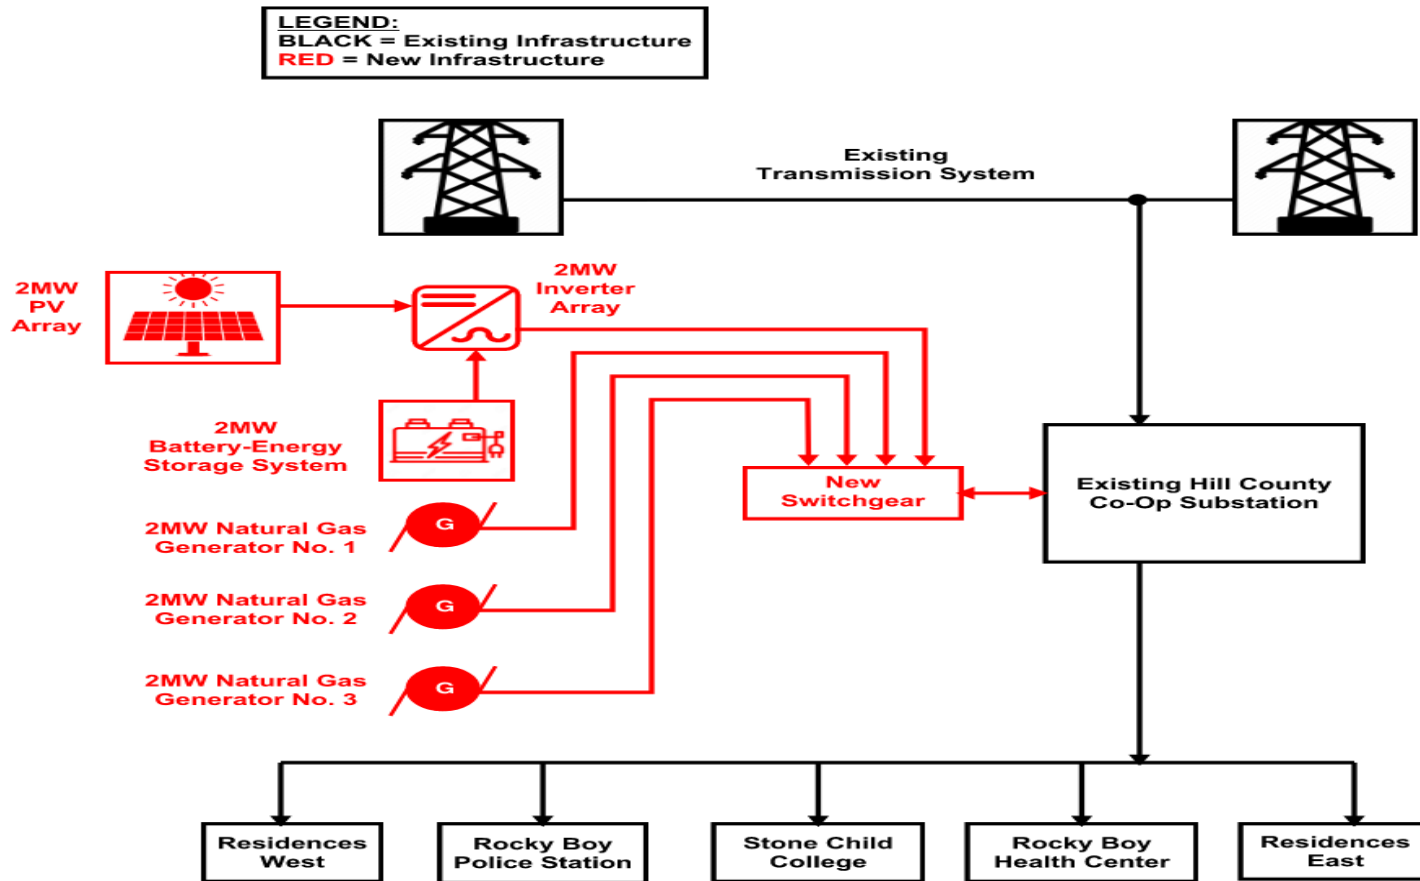 LEGEND:
BLACK = Existing Infrastructure
RED = New Infrastructure
Existing
Transmission System
2MW
PV
Array
2MW
Inverter
Array
2MW
Battery-Energy
Storage System
New
Switchgear
Existing Hill County
Co-Op Substation
2MW Natural Gas
Generator No. 1
G
2MW Natural Gas
Generator No. 2
G
2MW Natural Gas
Generator No. 3
G
Residences
West
Rocky Boy
Police Station
Stone Child
College
Rocky Boy
Health Center
Residences
East